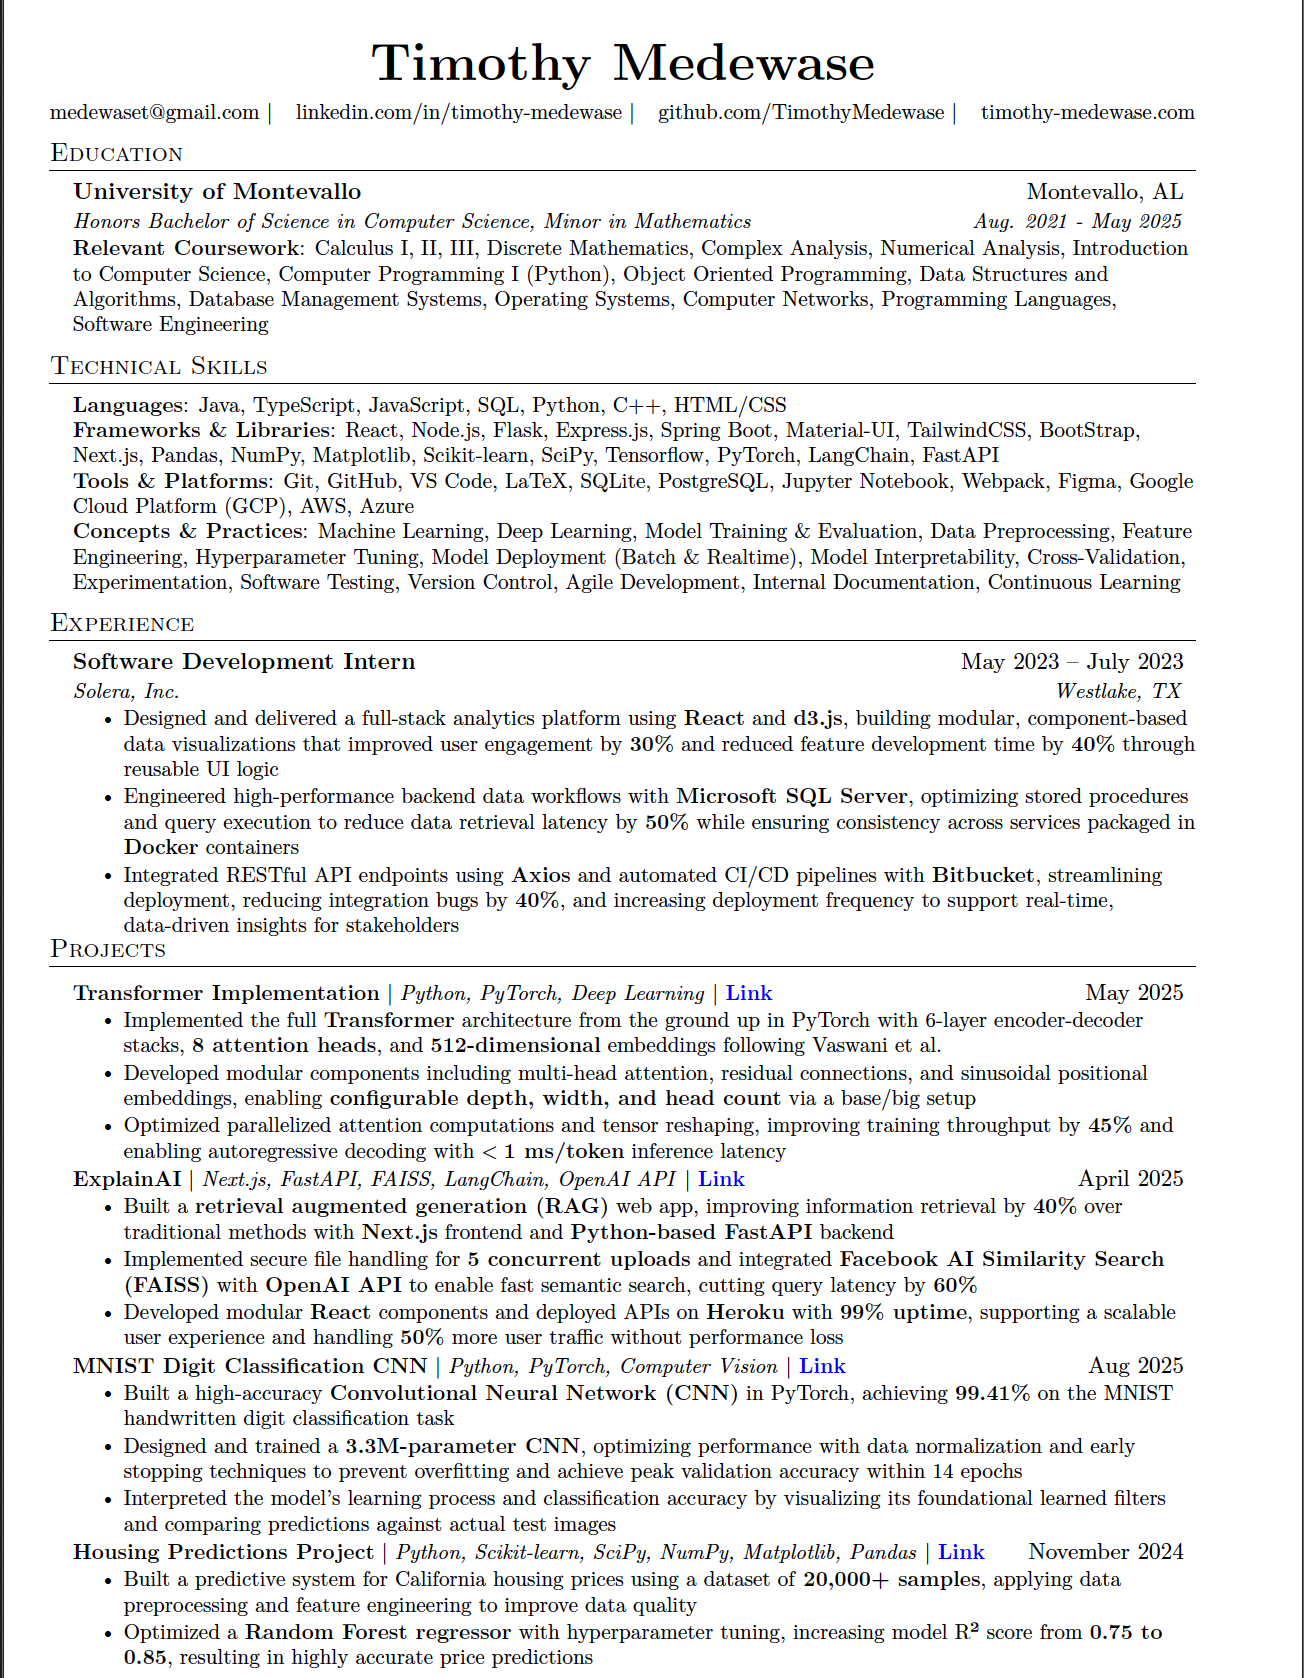 Timothy Medewase
medewaset@gmail.com | linkedin.com/in/timothy-medewase | github.com/TimothyMedewase | timothy-medewase.com
Education
University of Montevallo Montevallo, AL
Honors Bachelor of Science in Computer Science, Minor in Mathematics Aug. 2021 - May 2025
Relevant Coursework: Calculus I, II, III, Discrete Mathematics, Complex Analysis, Numerical Analysis, Introduction
to Computer Science, Computer Programming I (Python), Object Oriented Programming, Data Structures and
Algorithms, Database Management Systems, Operating Systems, Computer Networks, Programming Languages,
Software Engineering
Technical Skills
Languages: Java, TypeScript, JavaScript, SQL, Python, C++, HTML/CSS
Frameworks & Libraries: React, Node.js, Flask, Express.js, Spring Boot, Material-UI, TailwindCSS, BootStrap,
Next.js, Pandas, NumPy, Matplotlib, Scikit-learn, SciPy, Tensorflow, PyTorch, LangChain, FastAPI
Tools & Platforms: Git, GitHub, VS Code, LaTeX, SQLite, PostgreSQL, Jupyter Notebook, Webpack, Figma, Google
Cloud Platform (GCP), AWS, Azure
Concepts & Practices: Machine Learning, Deep Learning, Model Training & Evaluation, Data Preprocessing, Feature
Engineering, Hyperparameter Tuning, Model Deployment (Batch & Realtime), Model Interpretability, Cross-Validation,
Experimentation, Software Testing, Version Control, Agile Development, Internal Documentation, Continuous Learning
Experience
Software Development Intern May 2023 – July 2023
Solera, Inc. Westlake, TX
• Designed and delivered a full-stack analytics platform using React and d3.js, building modular, component-based
data visualizations that improved user engagement by 30% and reduced feature development time by 40% through
reusable UI logic
• Engineered high-performance backend data workflows with Microsoft SQL Server, optimizing stored procedures
and query execution to reduce data retrieval latency by 50% while ensuring consistency across services packaged in
Docker containers
• Integrated RESTful API endpoints using Axios and automated CI/CD pipelines with Bitbucket, streamlining
deployment, reducing integration bugs by 40%, and increasing deployment frequency to support real-time,
data-driven insights for stakeholders
Projects
Transformer Implementation | Python, PyTorch, Deep Learning | Link May 2025
• Implemented the full Transformer architecture from the ground up in PyTorch with 6-layer encoder-decoder
stacks, 8 attention heads, and 512-dimensional embeddings following Vaswani et al.
• Developed modular components including multi-head attention, residual connections, and sinusoidal positional
embeddings, enabling configurable depth, width, and head count via a base/big setup
• Optimized parallelized attention computations and tensor reshaping, improving training throughput by 45% and
enabling autoregressive decoding with < 1 ms/token inference latency
ExplainAI | Next.js, FastAPI, FAISS, LangChain, OpenAI API | Link April 2025
• Built a retrieval augmented generation (RAG) web app, improving information retrieval by 40% over
traditional methods with Next.js frontend and Python-based FastAPI backend
• Implemented secure file handling for 5 concurrent uploads and integrated Facebook AI Similarity Search
(FAISS) with OpenAI API to enable fast semantic search, cutting query latency by 60%
• Developed modular React components and deployed APIs on Heroku with 99% uptime, supporting a scalable
user experience and handling 50% more user traffic without performance loss
MNIST Digit Classification CNN | Python, PyTorch, Computer Vision | Link Aug 2025
• Built a high-accuracy Convolutional Neural Network (CNN) in PyTorch, achieving 99.41% on the MNIST
handwritten digit classification task
• Designed and trained a 3.3M-parameter CNN, optimizing performance with data normalization and early
stopping techniques to prevent overfitting and achieve peak validation accuracy within 14 epochs
• Interpreted the model's learning process and classification accuracy by visualizing its foundational learned filters
and comparing predictions against actual test images
Housing Predictions Project | Python, Scikit-learn, SciPy, NumPy, Matplotlib, Pandas | Link November 2024
• Built a predictive system for California housing prices using a dataset of 20,000+ samples, applying data
preprocessing and feature engineering to improve data quality
• Optimized a Random Forest regressor with hyperparameter tuning, increasing model R² score from 0.75 to
0.85, resulting in highly accurate price predictions